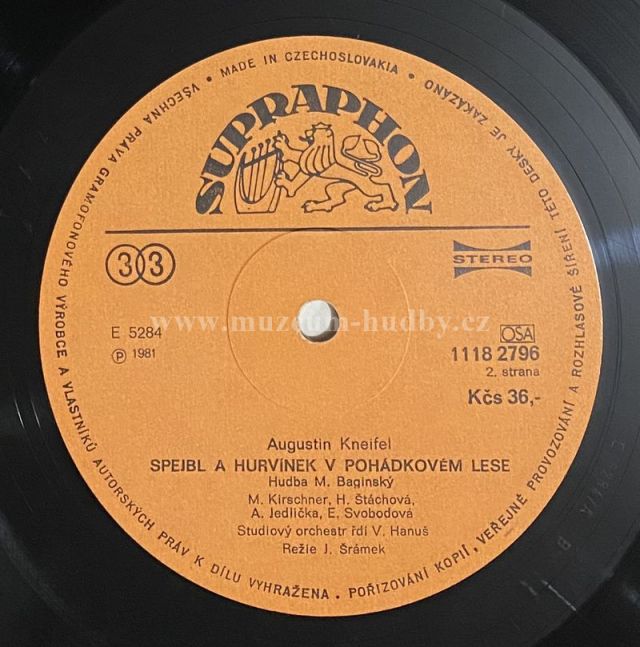 • MADE IN CZECHOSLOVAKIA •
VŠECHNA PRÁVA GRAMOFONOVÉHO VÝROBCE A VLASTNÍKŮ AUTORSKÝCH PRÁV K DÍLU VYHRAŽENA. POŘIZOVÁNÍ KOPIÍ, VEŘEJNÉ PROVOZOVÁNÍ A ROZHLASOVÉ ŠÍŘENÍ TÉTO DESKY JE ZAKÁZÁNO
SUPRAPHON
33
STEREO
E 5284
℗ 1981
www.muzeum-hudby.cz
OSA
1118 2796
2. strana
Kčs 36,-
Augustin Kneifel
SPEJBL A HURVÍNEK V POHÁDKOVÉM LESE
Hudba M. Baginský
M. Kirschner, H. Štáchová,
A. Jedlička, E. Svobodová
Studiový orchestr řdí V. Hanuš
Režie J. Šrámek